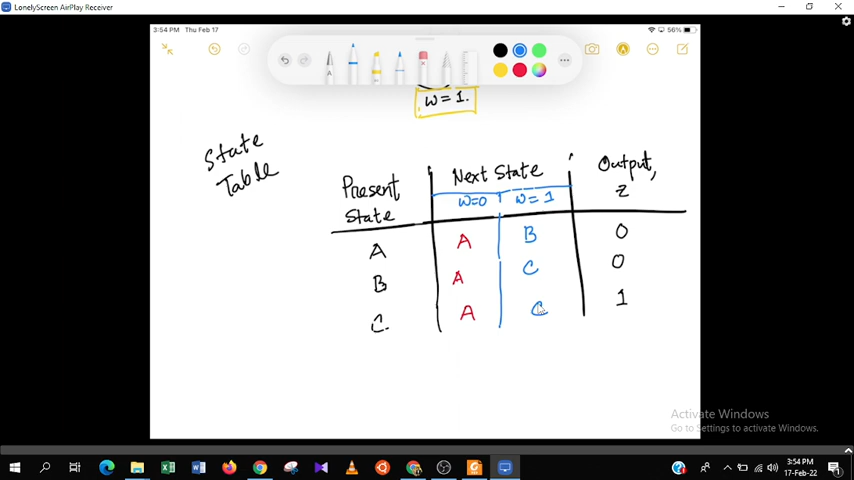 LonelyScreen AirPlay Receiver
3:54 PM Thu Feb 17
56%
A
w = 1.
State
Table
Present
State
Next State
Output,
z
w=0
w = 1
A
A
B
0
B
A
C
0
C.
A
C
1
Activate Windows
Go to Settings to activate Windows.
3:54 PM
17-Feb-22